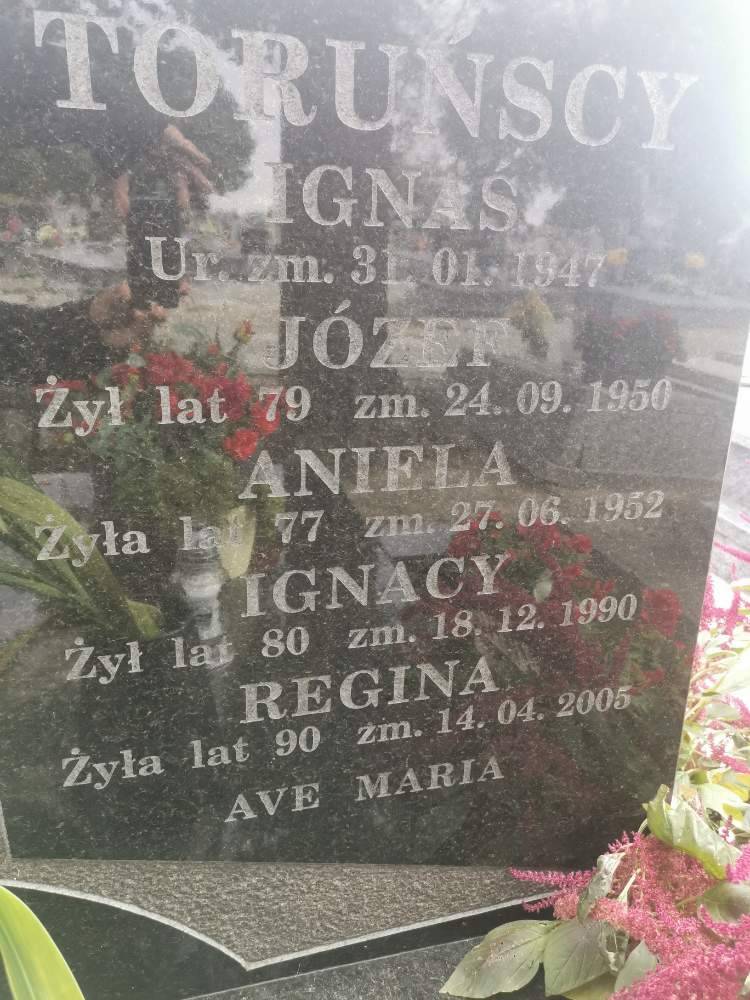 TORUŃSCY
IGNAŚ
Ur. zm. 31. 01. 1947
JÓZEF
Żył lat 79 zm. 24. 09. 1950
ANIELA
Żyła lat 77 zm. 27. 06. 1952
IGNACY
Żył lat 80 zm. 18. 12. 1990
REGINA
Żyła lat 90 zm. 14. 04. 2005
AVE MARIA